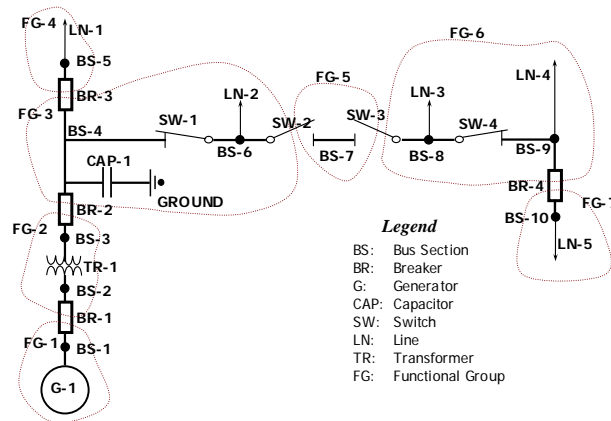 FG-4
LN-1
BS-5
BR-3
FG-3
BS-4
SW-1
LN-2
BS-6
SW-2
FG-5
BS-7
SW-3
LN-3
BS-8
SW-4
FG-6
LN-4
BS-9
CAP-1
GROUND
BR-2
FG-2
BS-3
TR-1
BS-2
BR-1
FG-1
BS-1
G-1
BR-4
FG-7
BS-10
LN-5
Legend
BS: Bus Section
BR: Breaker
G: Generator
CAP: Capacitor
SW: Switch
LN: Line
TR: Transformer
FG: Functional Group